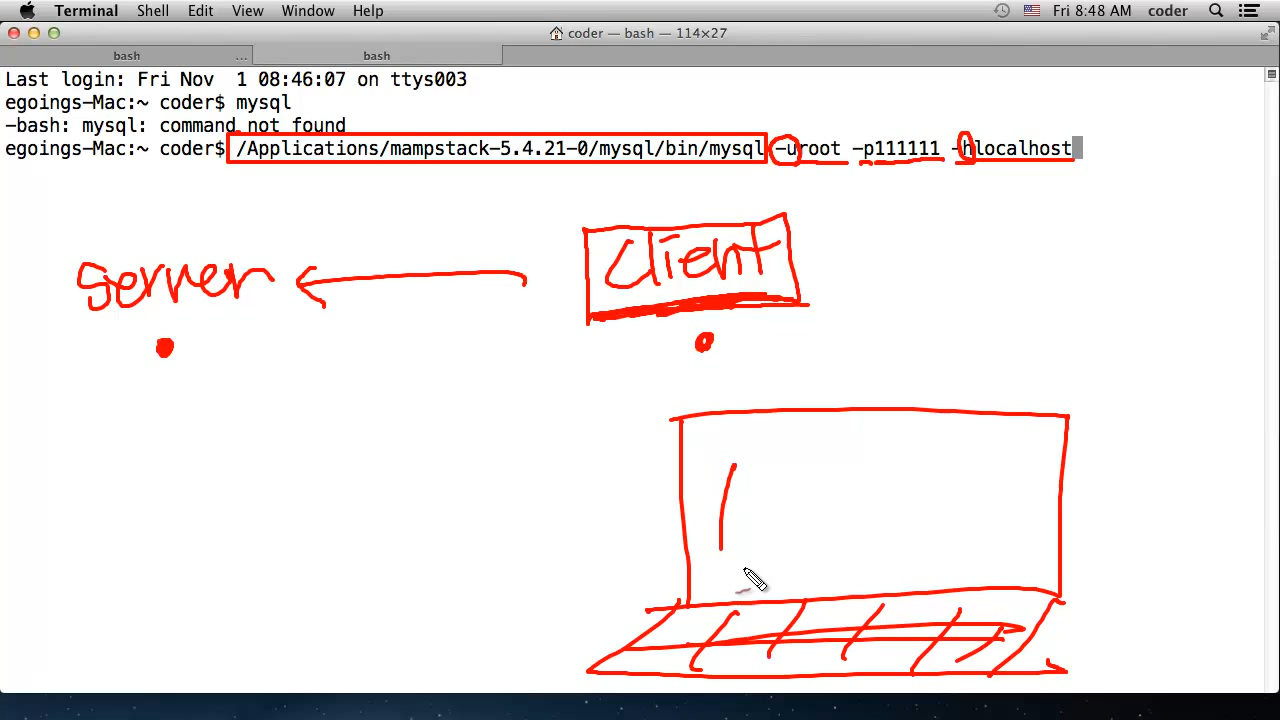 Terminal Shell Edit View Window Help Fri 8:48 AM coder
coder — bash — 114×27
bash ... bash
Last login: Fri Nov 1 08:46:07 on ttys003
egoings-Mac:~ coder$ mysql
-bash: mysql: command not found
egoings-Mac:~ coder$ /Applications/mampstack-5.4.21-0/mysql/bin/mysql -uroot -p111111 -hlocalhost
server client